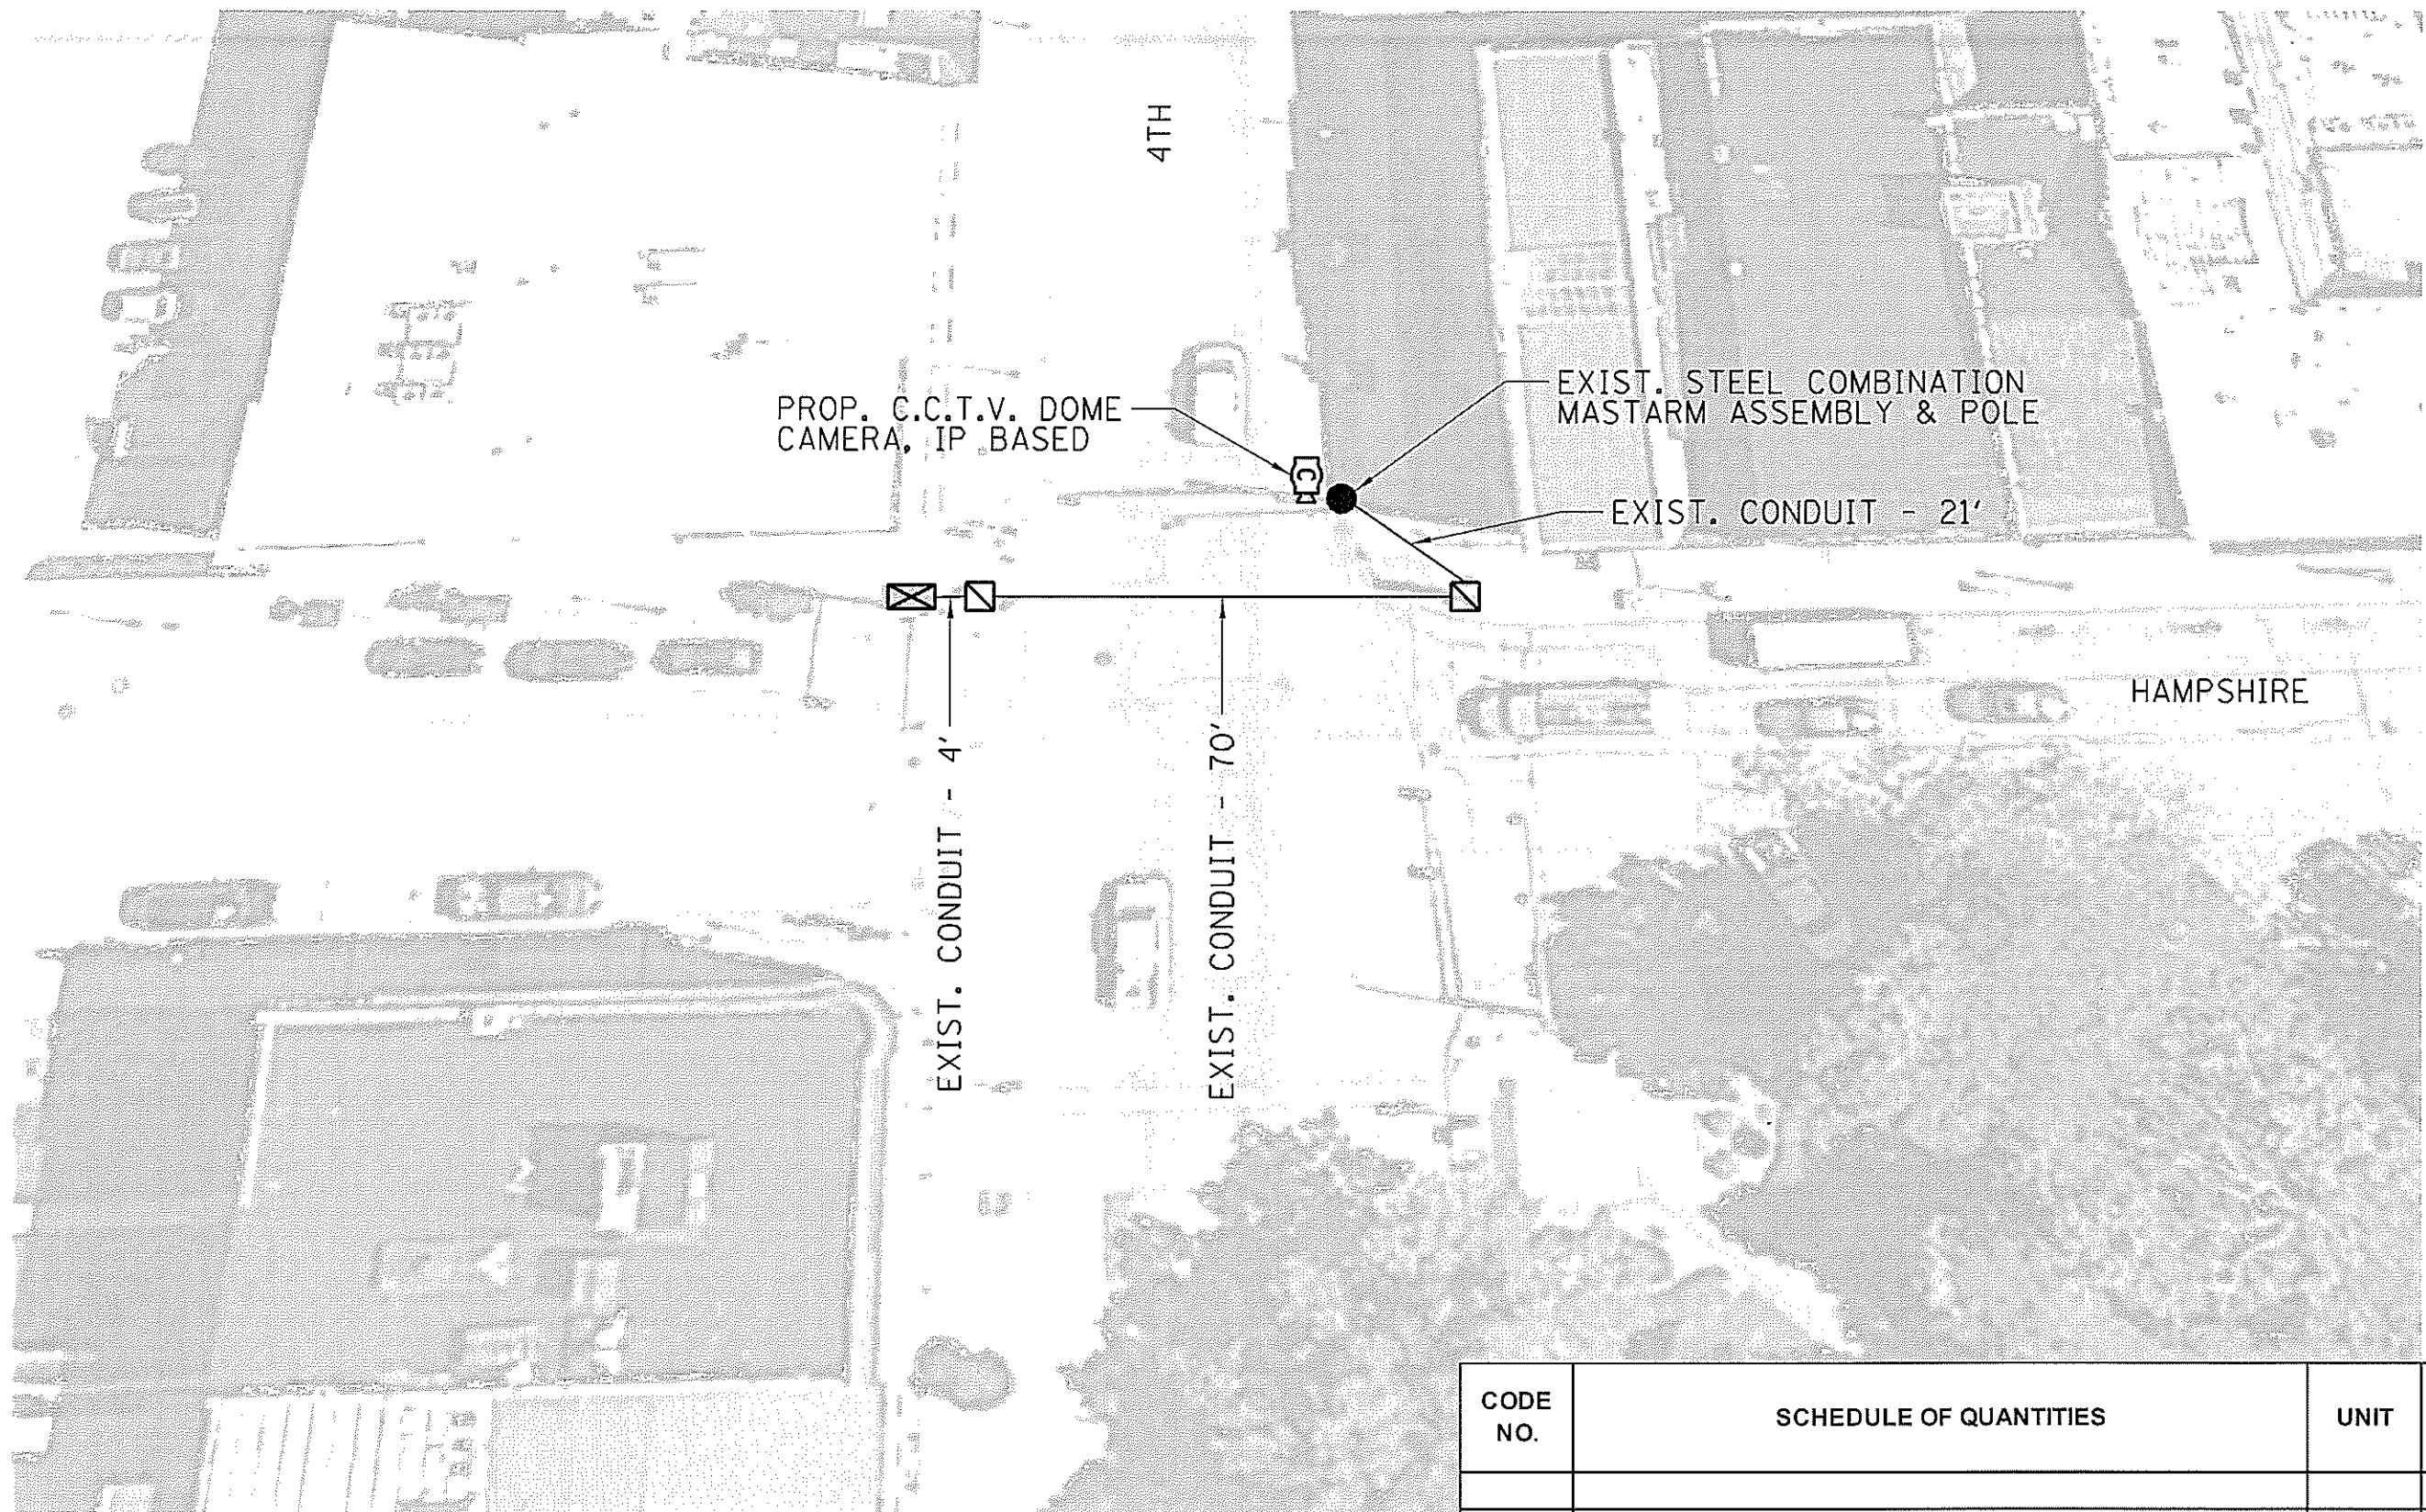 4TH
PROP. C.C.T.V. DOME
CAMERA, IP BASED
EXIST. STEEL COMBINATION
MASTARM ASSEMBLY & POLE
C
EXIST. CONDUIT - 21'
HAMPSHIRE
EXIST. CONDUIT - 4'
EXIST. CONDUIT - 70'
CODE
NO.
SCHEDULE OF QUANTITIES
UNIT